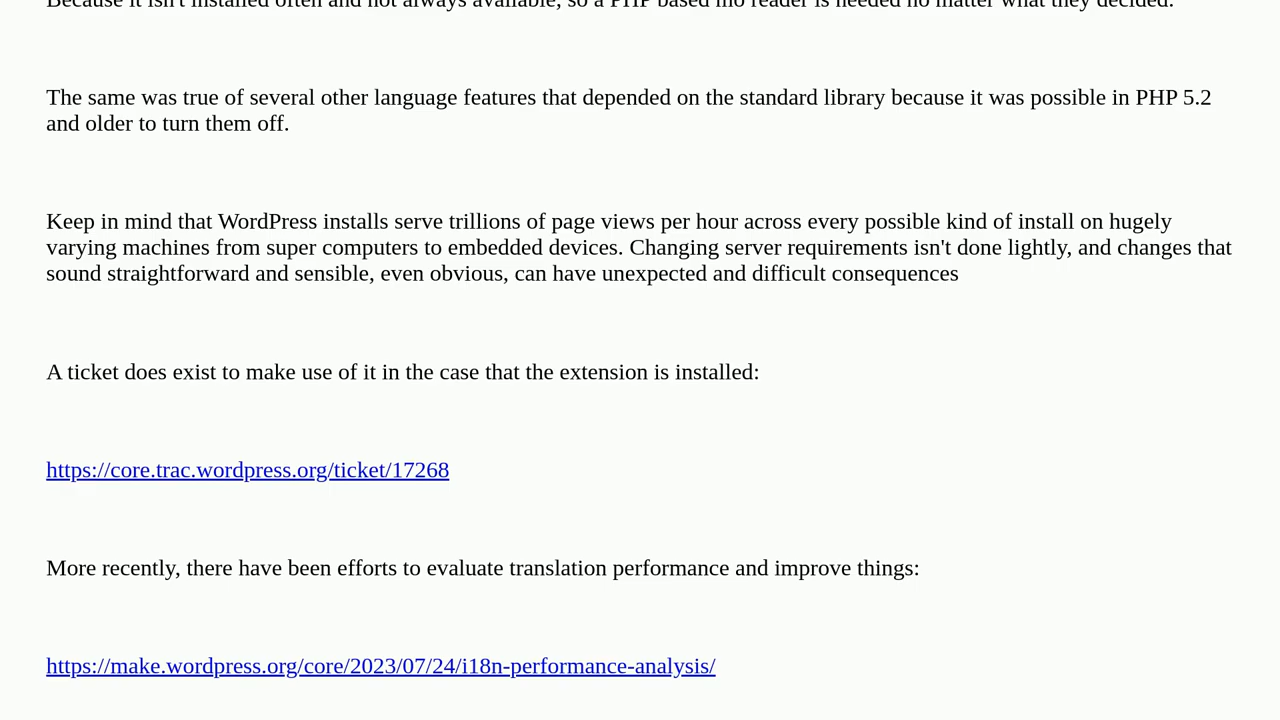 Because it isn't installed often and not always available, so a PHP based mo reader is needed no matter what they decided.
The same was true of several other language features that depended on the standard library because it was possible in PHP 5.2
and older to turn them off.
Keep in mind that WordPress installs serve trillions of page views per hour across every possible kind of install on hugely
varying machines from super computers to embedded devices. Changing server requirements isn't done lightly, and changes that
sound straightforward and sensible, even obvious, can have unexpected and difficult consequences
A ticket does exist to make use of it in the case that the extension is installed:
https://core.trac.wordpress.org/ticket/17268
More recently, there have been efforts to evaluate translation performance and improve things:
https://make.wordpress.org/core/2023/07/24/i18n-performance-analysis/